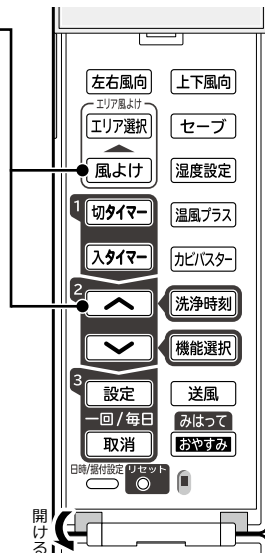 左右風向 上下風向
エリア風よけ
エリア選択 セーブ
風よけ 湿度設定
1 切タイマー 温風プラス
入タイマー カビバスター
2 洗浄時刻
機能選択
3 設定 送風
一回/毎日 みはって
取消 おやすみ
日時/据付設定 リセット
開ける